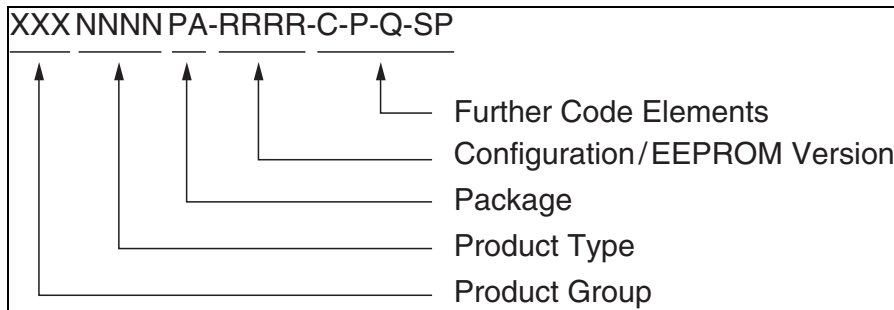 XXX NNNN PA-RRRR-C-P-Q-SP
Further Code Elements
Configuration/EEPROM Version
Package
Product Type
Product Group